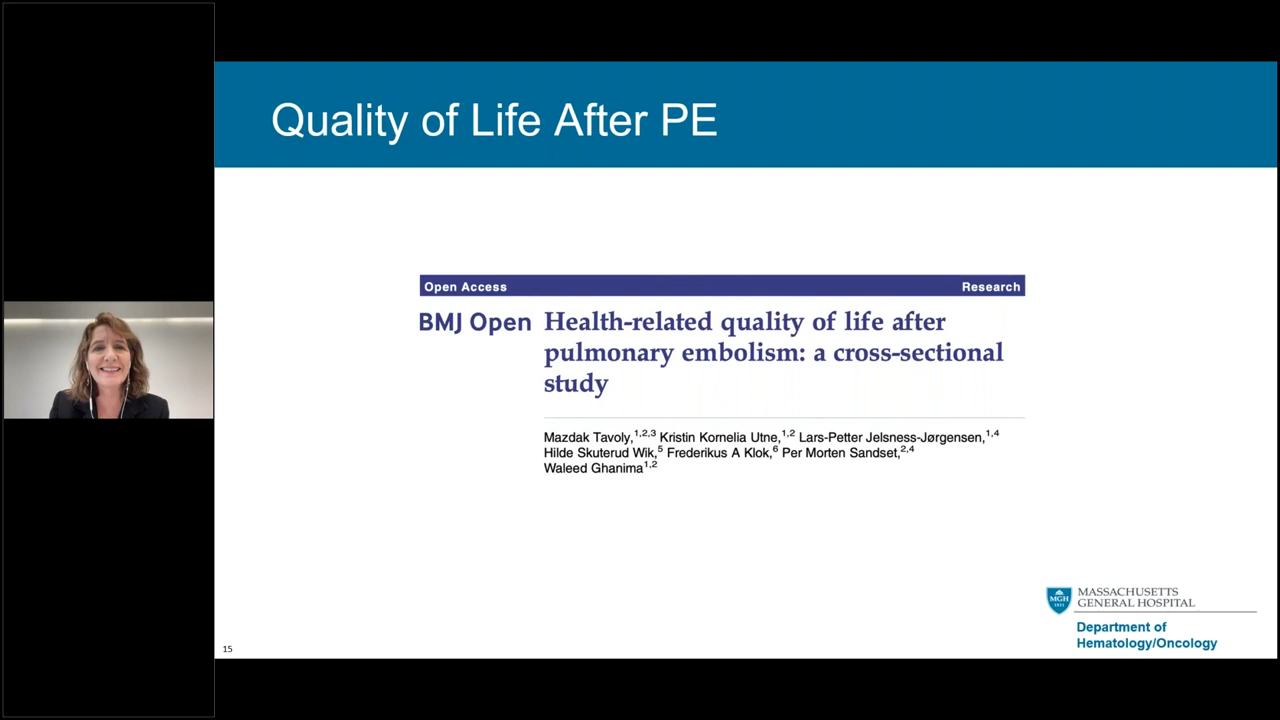 Quality of Life After PE
Open Access Research
BMJ Open Health-related quality of life after
pulmonary embolism: a cross-sectional
study
Mazdak Tavoly,1,2,3 Kristin Kornelia Utne,1,2 Lars-Petter Jelsness-Jørgensen,1,4
Hilde Skuterud Wik,5 Frederikus A Klok,6 Per Morten Sandset,2,4
Waleed Ghanima1,2
MGH
1811
MASSACHUSETTS
GENERAL HOSPITAL
Department of
Hematology/Oncology
15